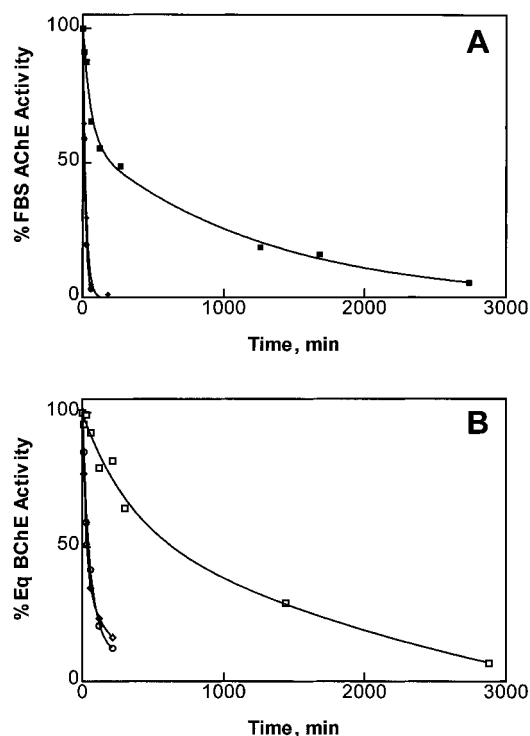 A
100
50
0
% FBS AChE Activity
0 1000 2000 3000
Time, min
B
100
50
0
% Eq BChE Activity
0 1000 2000 3000
Time, min